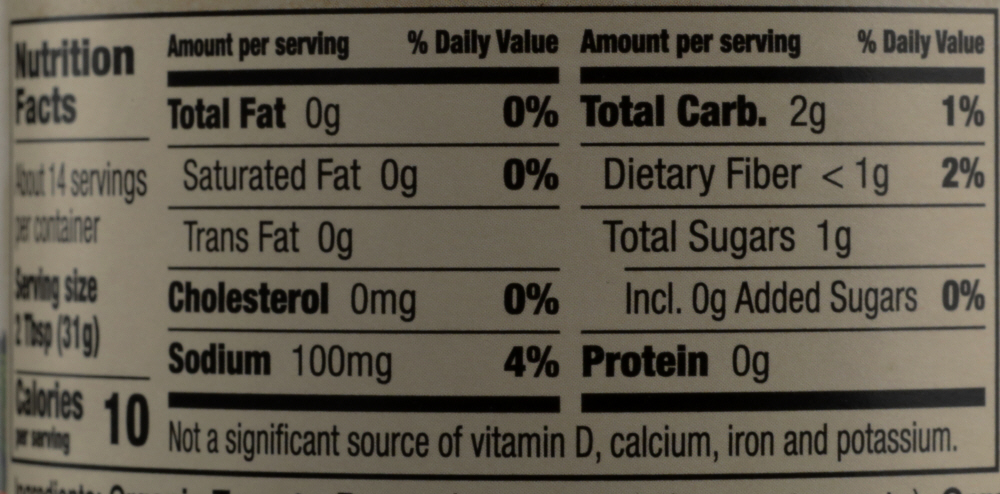 Nutrition
Facts
About 14 servings
per container
Serving size
2 Tbsp (31g)
Calories
per serving
10
Amount per serving % Daily Value
Total Fat 0g 0%
Saturated Fat 0g 0%
Trans Fat 0g
Cholesterol 0mg 0%
Sodium 100mg 4%
Amount per serving % Daily Value
Total Carb. 2g 1%
Dietary Fiber < 1g 2%
Total Sugars 1g
Incl. 0g Added Sugars 0%
Protein 0g
Not a significant source of vitamin D, calcium, iron and potassium.